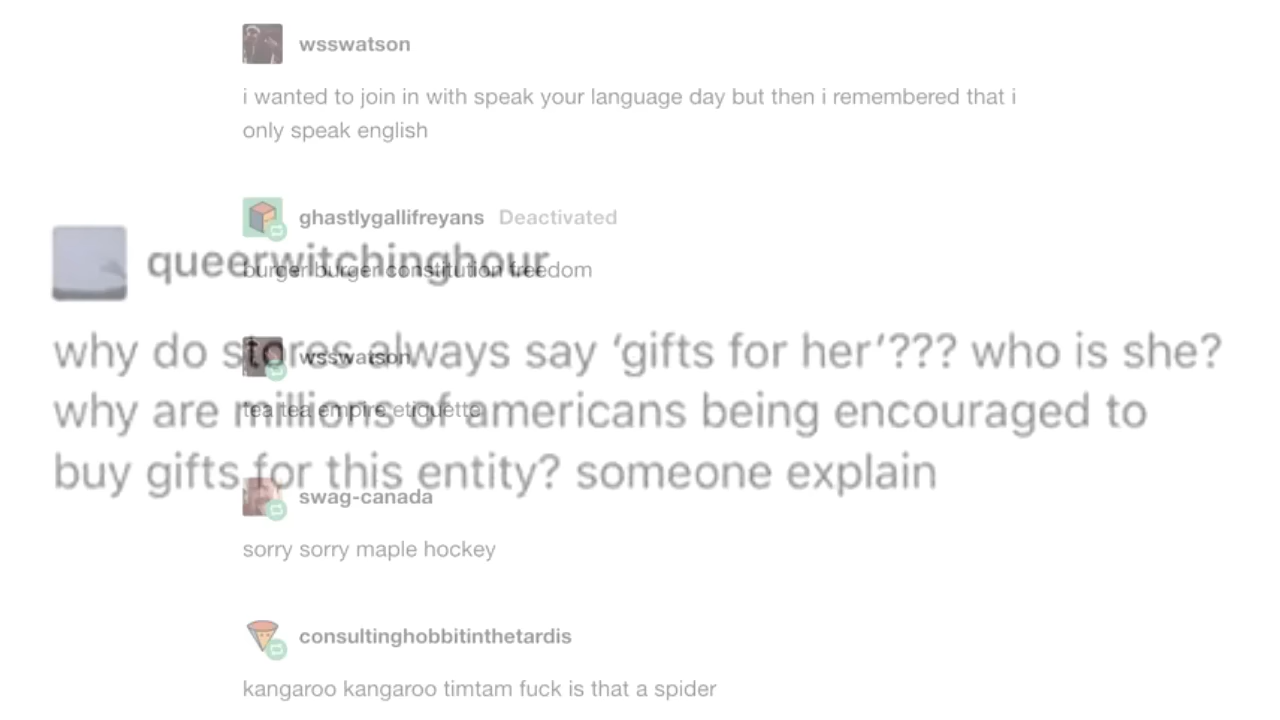 wsswatson
i wanted to join in with speak your language day but then i remembered that i
only speak english
ghastlygallifreyans Deactivated
burger burger constitution freedom
wsswatson
tea tea empire etiquette
swag-canada
sorry sorry maple hockey
consultinghobbitinthetardis
kangaroo kangaroo timtam fuck is that a spider
queerwitchinghour
why do stores always say ‘gifts for her’??? who is she?
why are millions of americans being encouraged to
buy gifts for this entity? someone explain